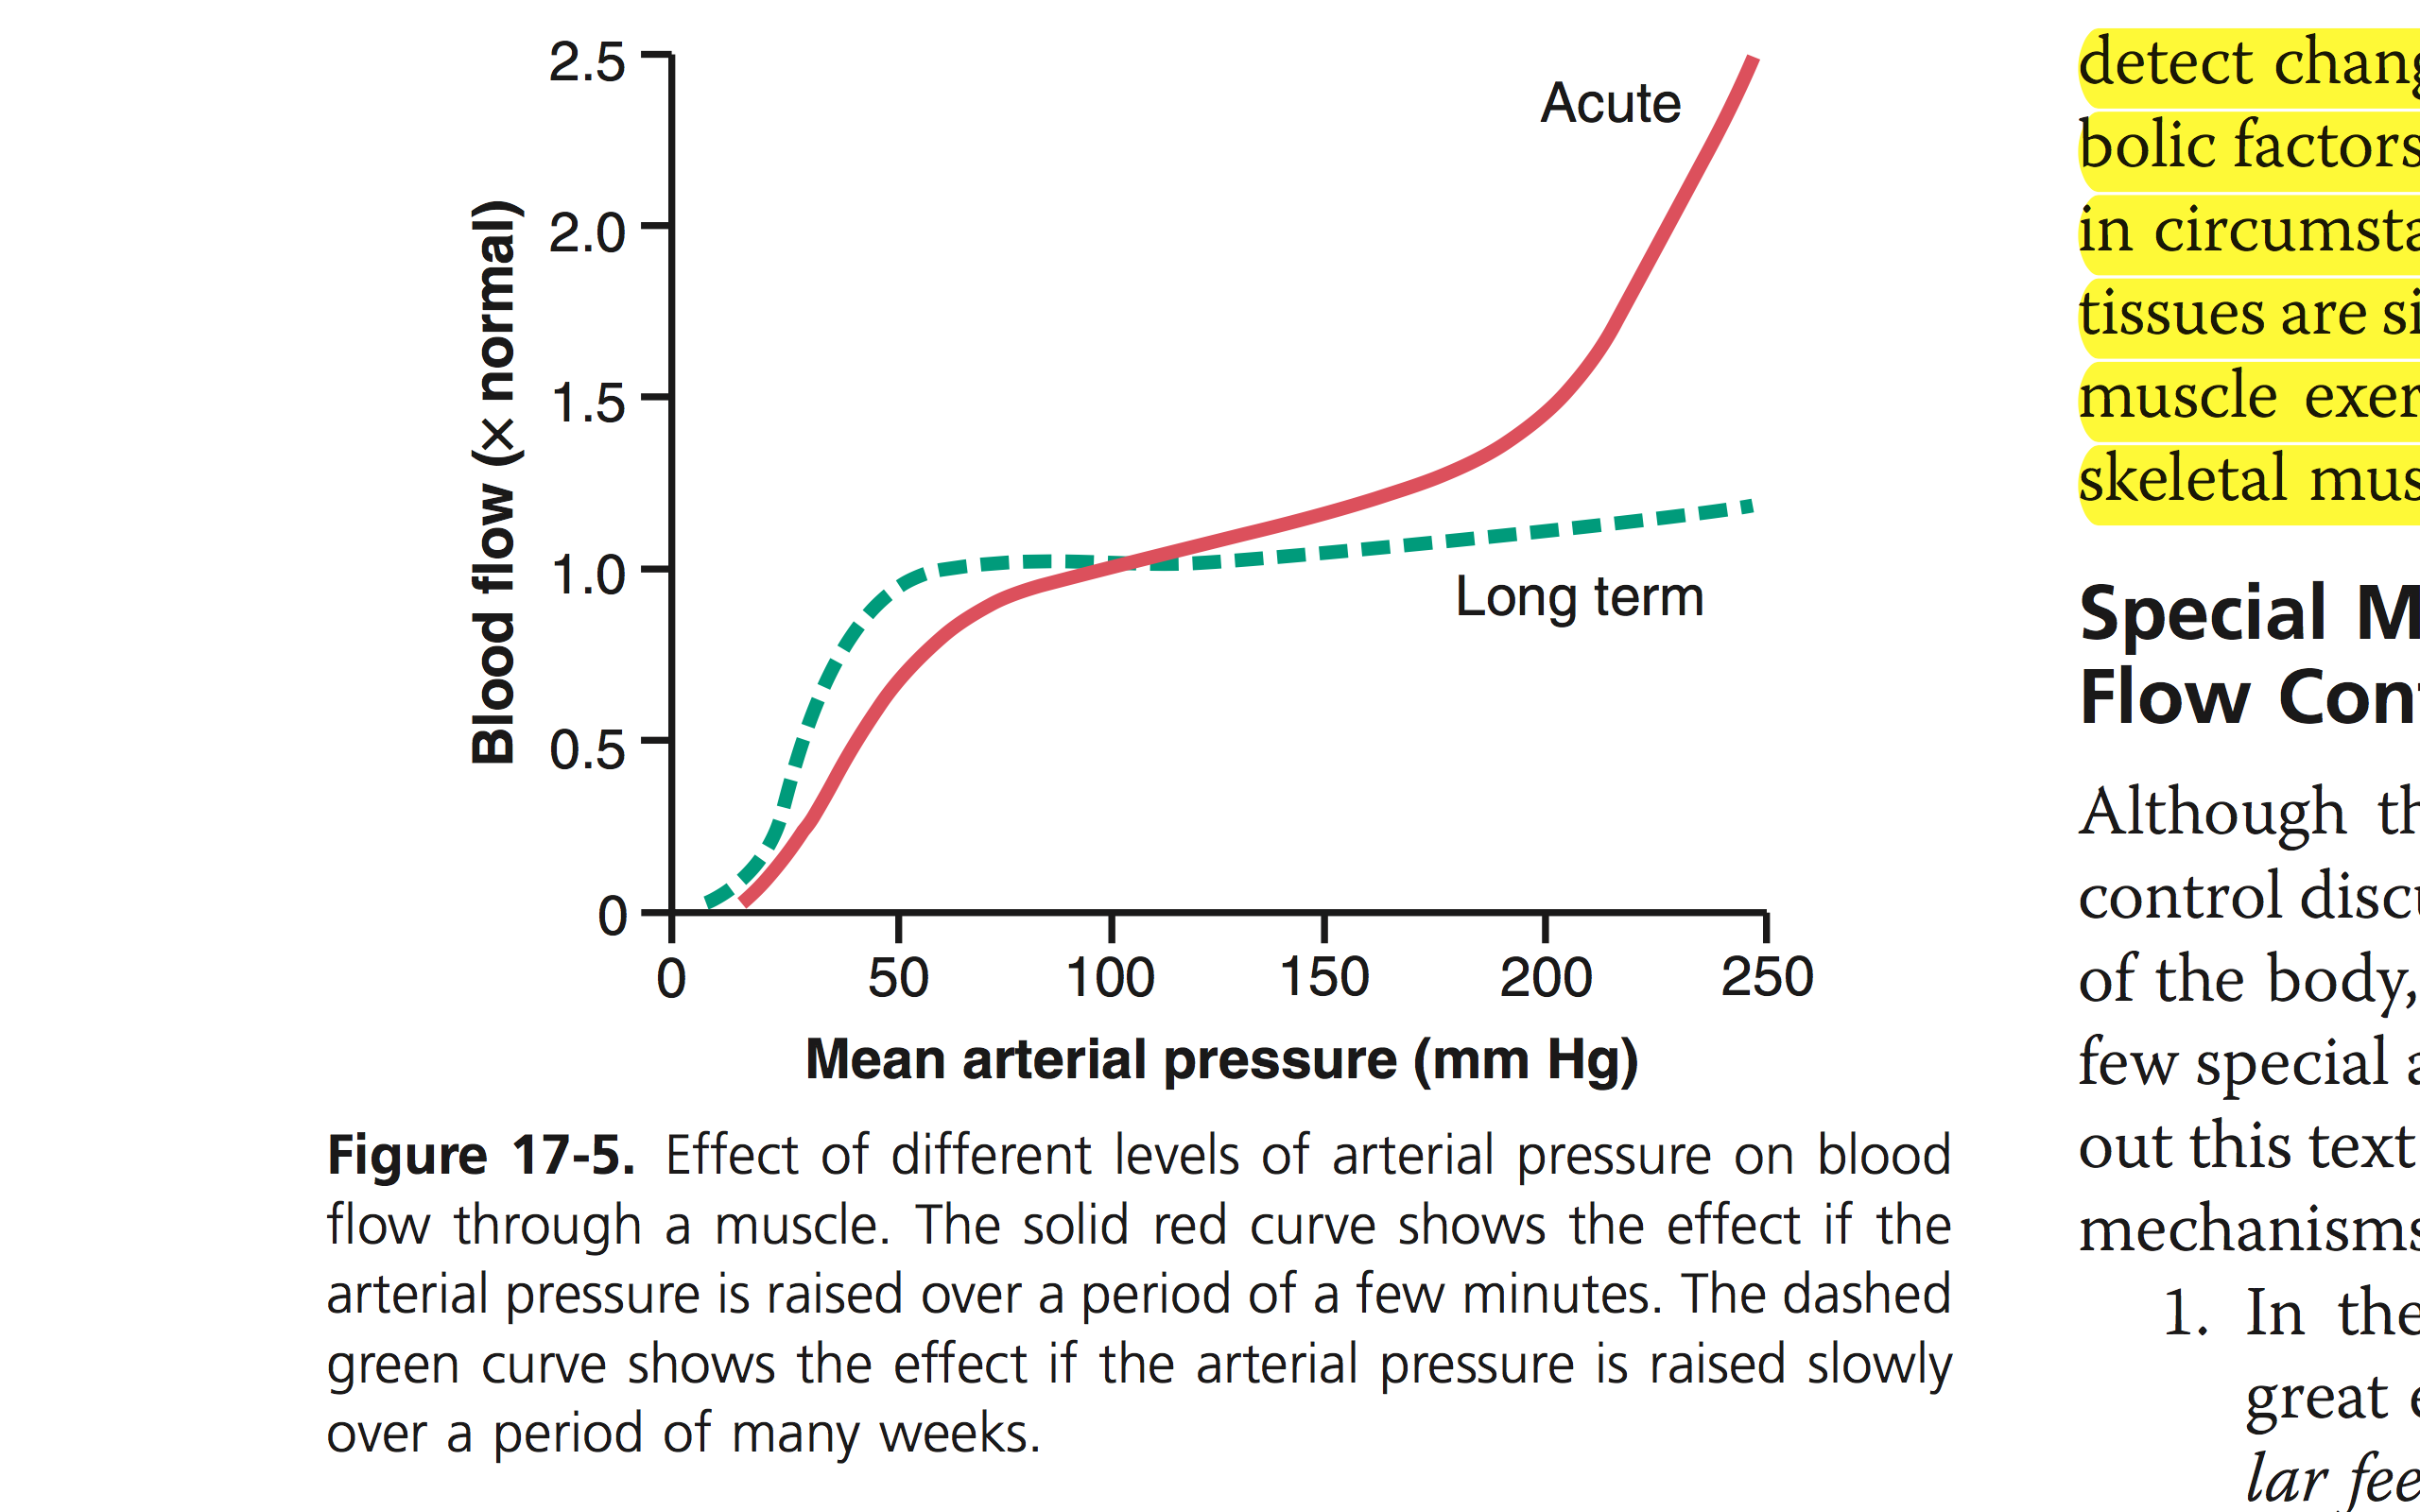 2.5
Acute
2.0
1.5
1.0
Long term
0.5
0
0 50 100 150 200 250
Blood flow (× normal)
Mean arterial pressure (mm Hg)
Figure 17-5. Effect of different levels of arterial pressure on blood
flow through a muscle. The solid red curve shows the effect if the
arterial pressure is raised over a period of a few minutes. The dashed
green curve shows the effect if the arterial pressure is raised slowly
over a period of many weeks.
detect chang
bolic factors
in circumsta
tissues are si
muscle exer
skeletal mus
Special M
Flow Con
Although th
control discu
of the body,
few special a
out this text
mechanisms
1. In the
great e
lar fee